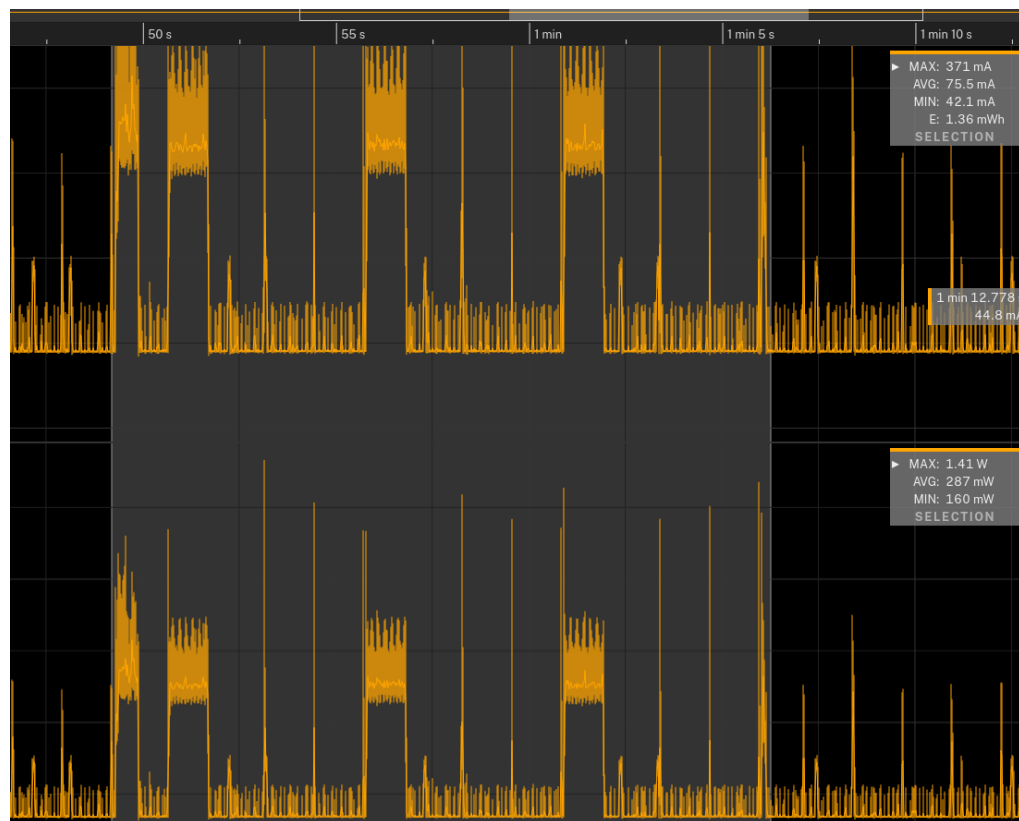 50 s
55 s
1 min
1 min 5 s
1 min 10 s
MAX: 371 mA
AVG: 75.5 mA
MIN: 42.1 mA
E: 1.36 mWh
SELECTION
1 min 12.778
44.8 mA
MAX: 1.41 W
AVG: 287 mW
MIN: 160 mW
SELECTION